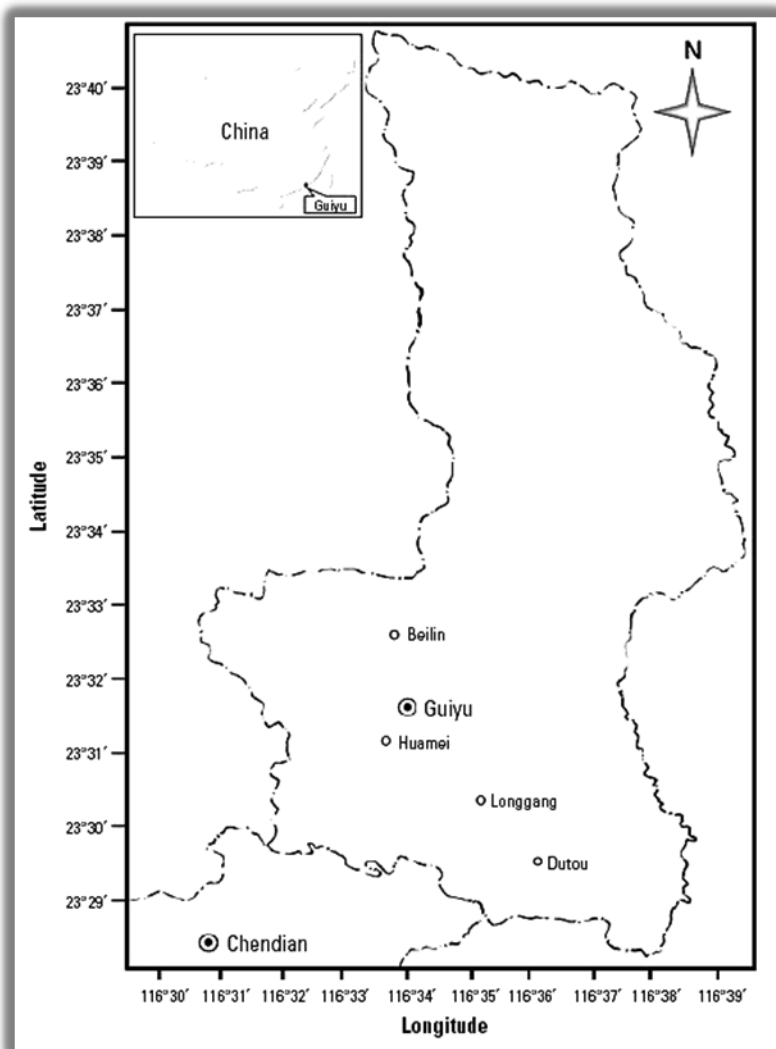 N
China
Guiyu
23°40′
23°39′
23°38′
23°37′
23°36′
23°35′
23°34′
23°33′
23°32′
23°31′
23°30′
23°29′
Latitude
Beilin
Guiyu
Huamei
Longgang
Dutou
Chendian
116°30′ 116°31′ 116°32′ 116°33′ 116°34′ 116°35′ 116°36′ 116°37′ 116°38′ 116°39′
Longitude